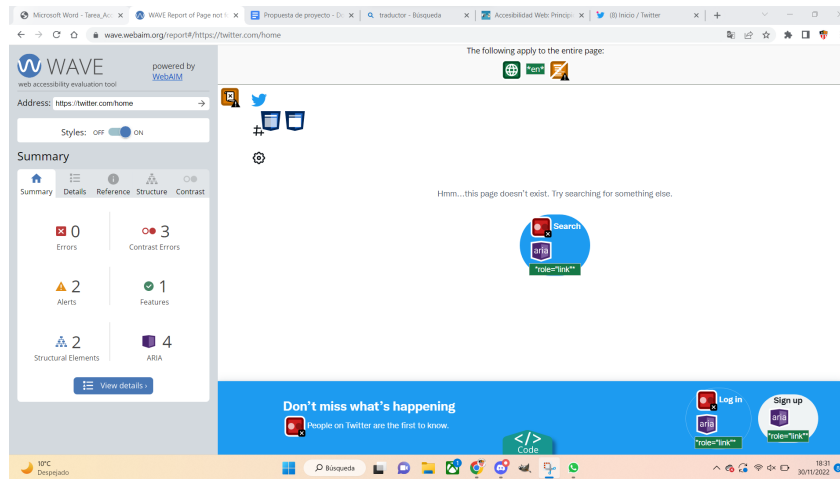 Microsoft Word - Tarea_Acc
WAVE Report of Page not f
Propuesta de proyecto - Do
traductor - Búsqueda
Accesibilidad Web: Principi
(8) Inicio / Twitter
wave.webaim.org/report#/https://twitter.com/home
The following apply to the entire page:
*en*
WAVE
powered by
WebAIM
web accessibility evaluation tool
Address: https://twitter.com/home
Styles: OFF ON
Summary
Summary Details Reference Structure Contrast
0
Errors
3
Contrast Errors
2
Alerts
1
Features
2
Structural Elements
4
ARIA
View details ›
Hmm...this page doesn't exist. Try searching for something else.
Search
aria
*role="link"*
Don't miss what's happening
People on Twitter are the first to know.
Log in
aria
*role="link"*
Sign up
aria
*role="link"*
</>
Code
10°C
Despejado
Búsqueda
18:31
30/11/2022